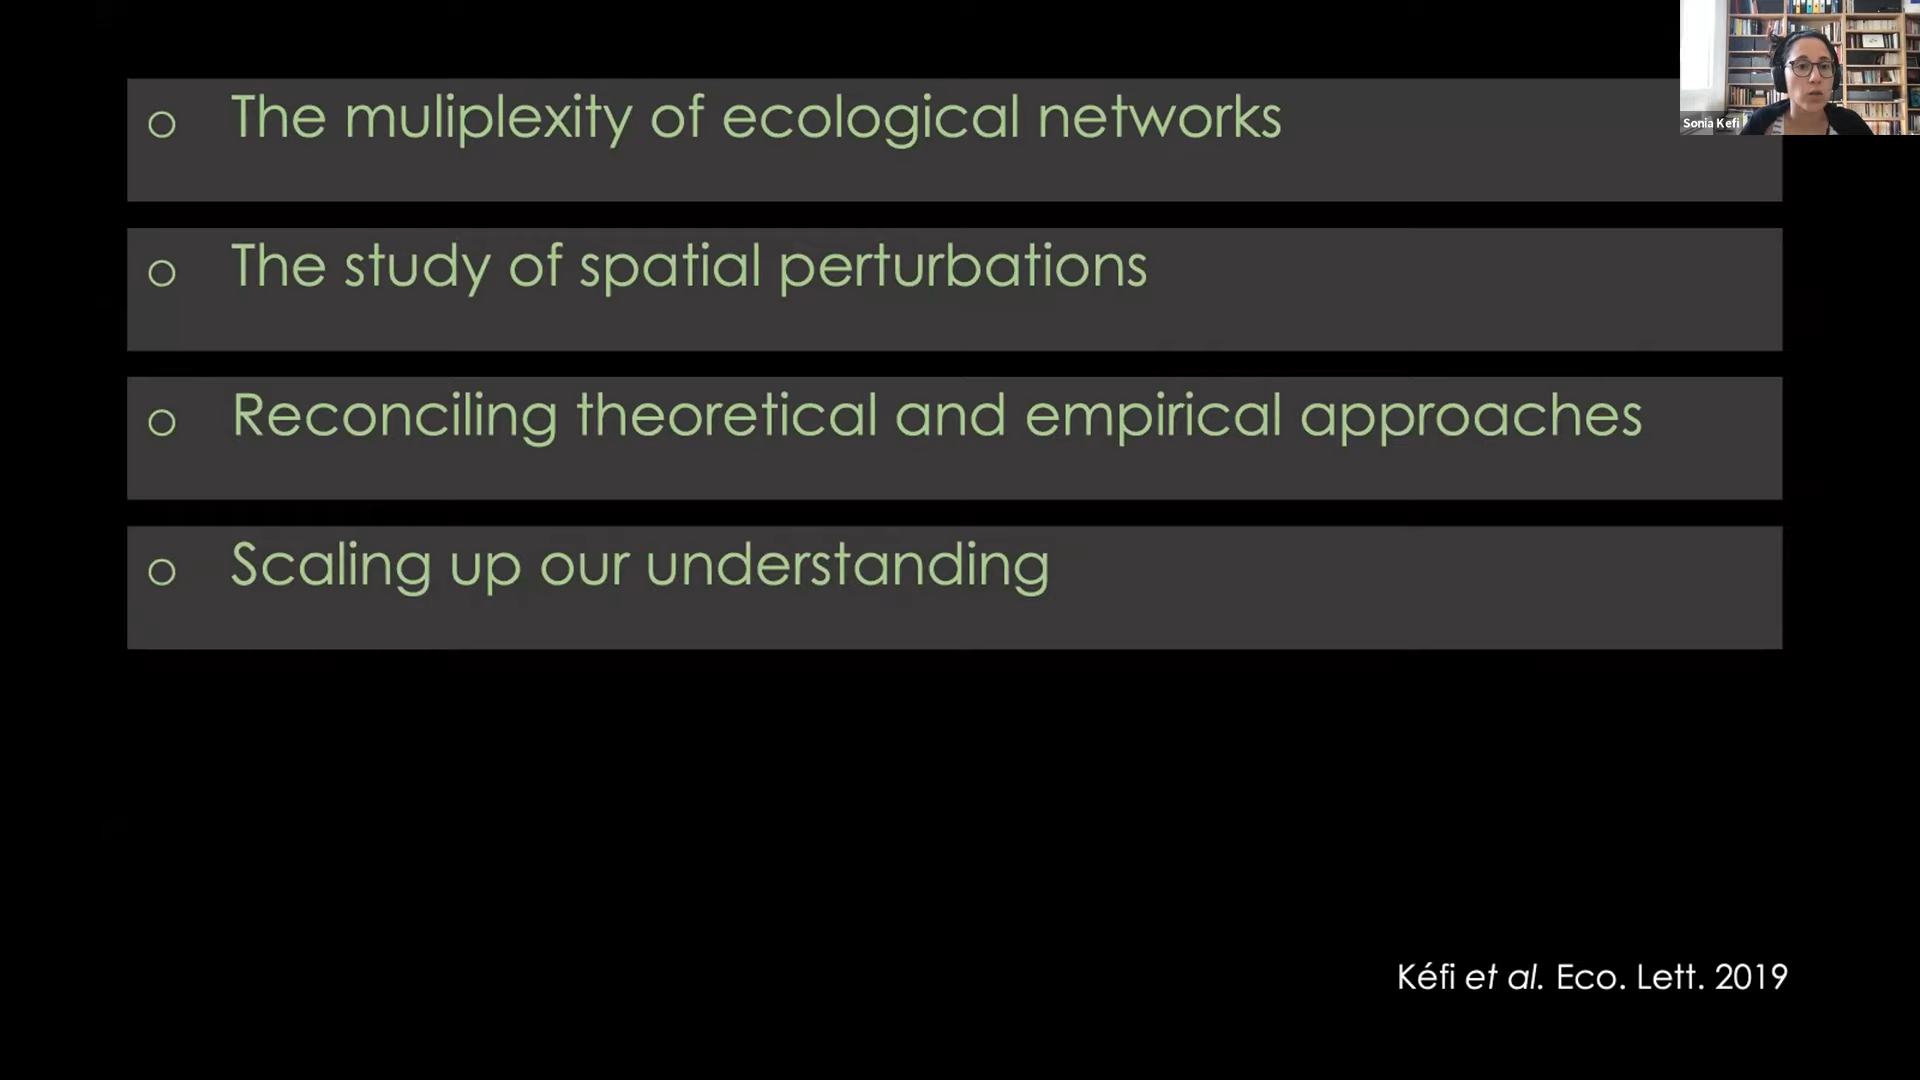 The muliplexity of ecological networks
Sonia Kefi
The study of spatial perturbations
Reconciling theoretical and empirical approaches
Scaling up our understanding
Kéfi et al. Eco. Lett. 2019